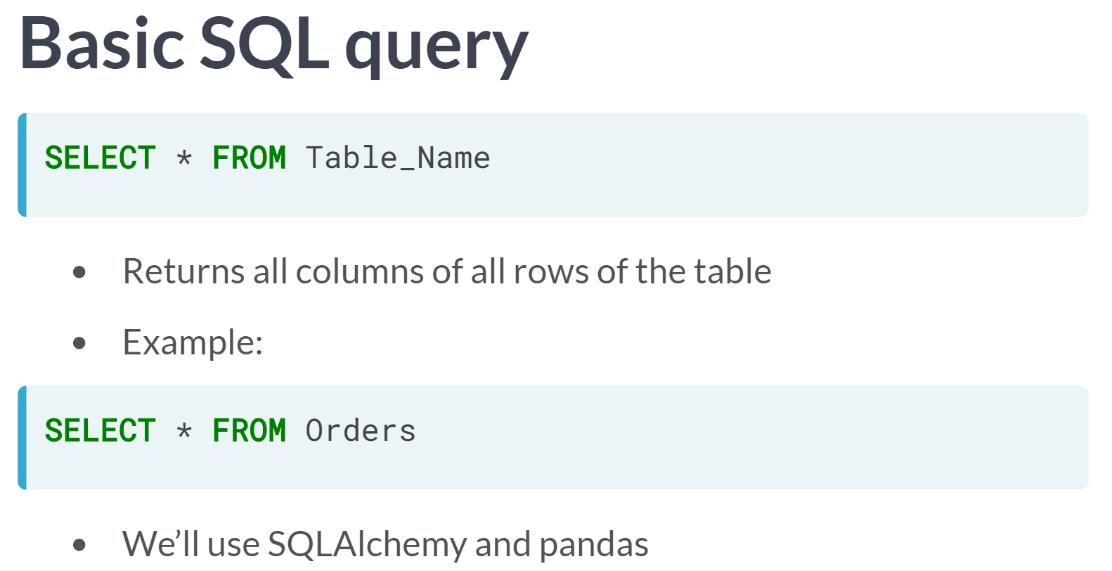 Basic SQL query
SELECT * FROM Table_Name
• Returns all columns of all rows of the table
• Example:
SELECT * FROM Orders
• We’ll use SQLAlchemy and pandas